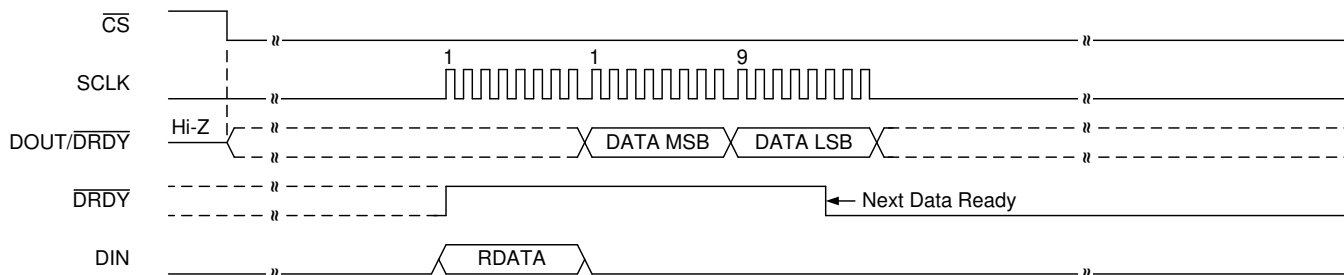 CS
1 1 9
SCLK
Hi-Z
DOUT/DRDY DATA MSB DATA LSB
DRDY Next Data Ready
DIN RDATA